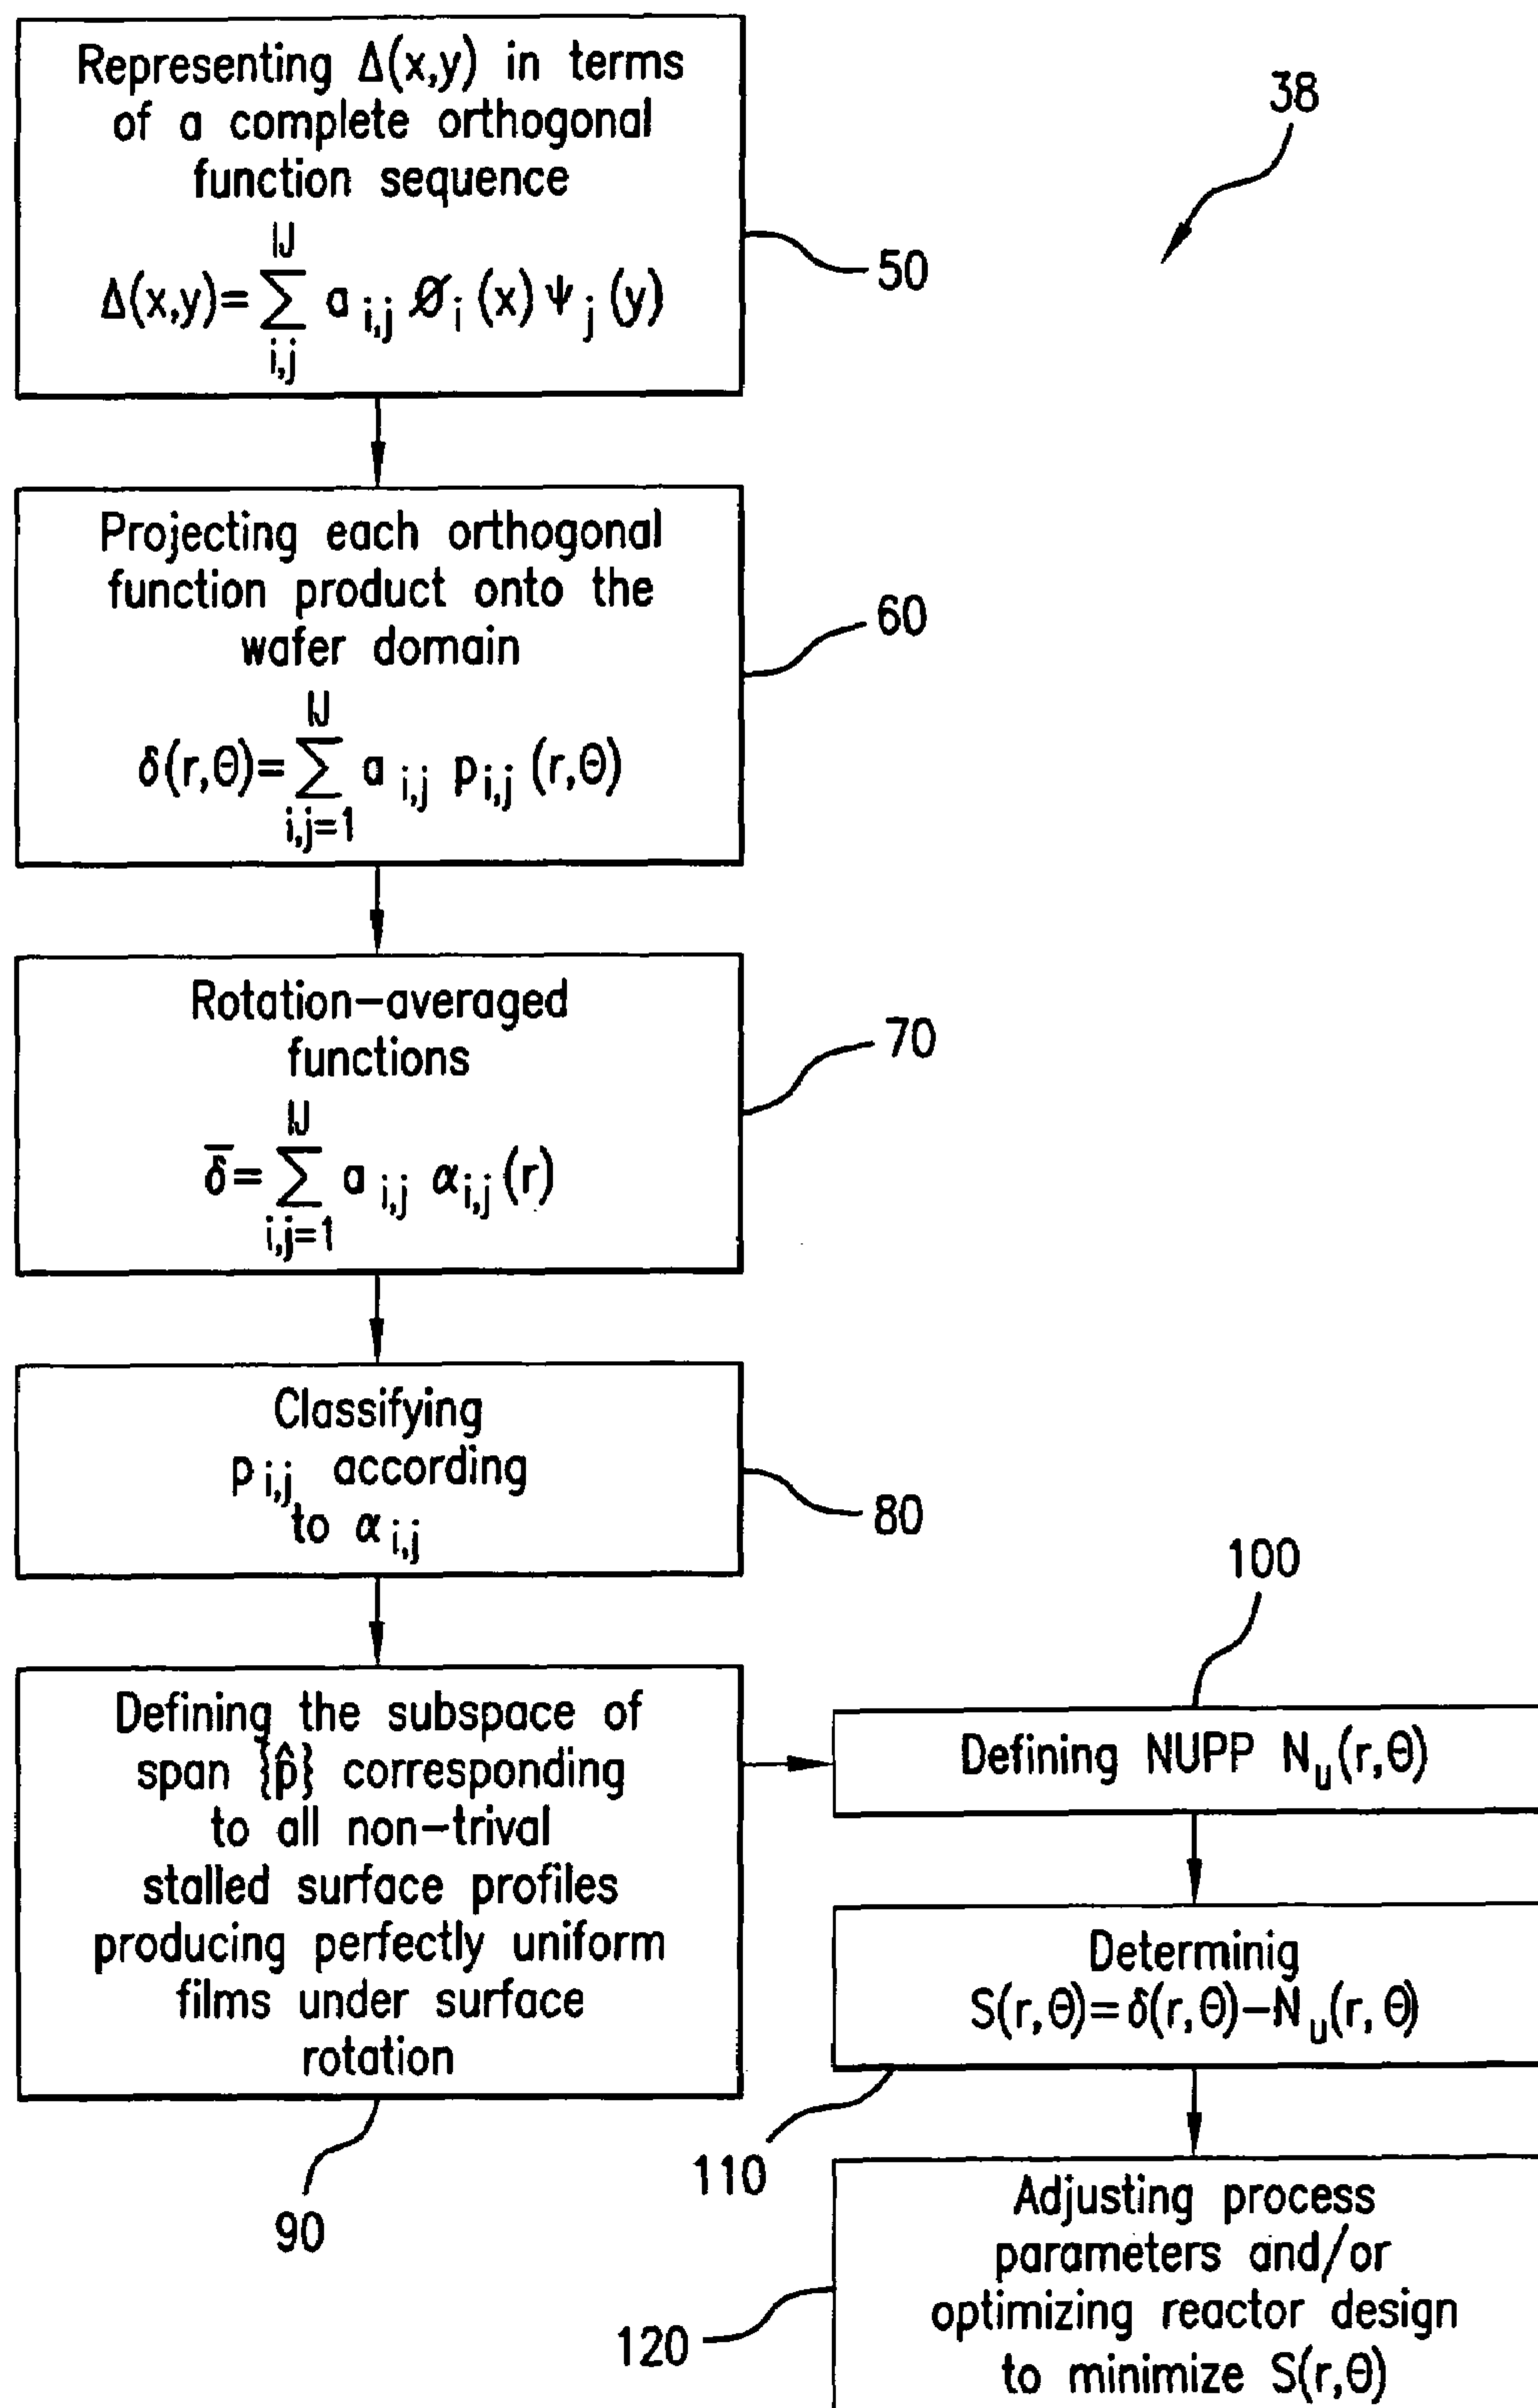 Representing Δ(x,y) in terms
of a complete orthogonal
function sequence
IJ
Δ(x,y)=∑ a i,j Ø i (x) ψ j (y)
i,j
50
38
Projecting each orthogonal
function product onto the
wafer domain
IJ
δ(r,Θ)=∑ a i,j p i,j (r,Θ)
i,j=1
60
Rotation-averaged
functions
IJ
δ̅=∑ a i,j α i,j (r)
i,j=1
70
Classifying
p i,j according
to α i,j
80
Defining the subspace of
span {p̂} corresponding
to all non-trival
stalled surface profiles
producing perfectly uniform
films under surface
rotation
90
100
Defining NUPP N u (r,Θ)
Determinig
S(r,Θ)=δ(r,Θ)-N u (r,Θ)
110
Adjusting process
parameters and/or
optimizing reactor design
to minimize S(r,Θ)
120